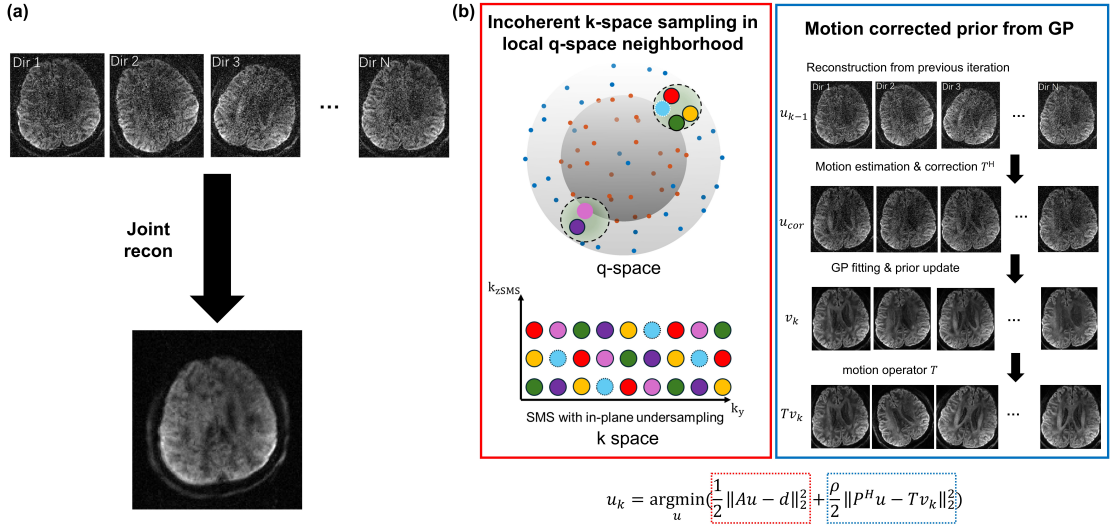 (a)
Dir 1
Dir 2
Dir 3
...
Dir N
Joint
recon
(b)
Incoherent k-space sampling in
local q-space neighborhood
q-space
k_zSMS
k_y
SMS with in-plane undersampling
k space
Motion corrected prior from GP
Reconstruction from previous iteration
Dir 1
Dir 2
Dir 3
Dir N
u_{k−1}
...
Motion estimation & correction T^H
u_{cor}
...
GP fitting & prior update
v_k
...
motion operator T
Tv_k
...
u_k = argmin_u (1/2 ‖Au − d‖_2^2 + ρ/2 ‖P^H u − Tv_k‖_2^2)